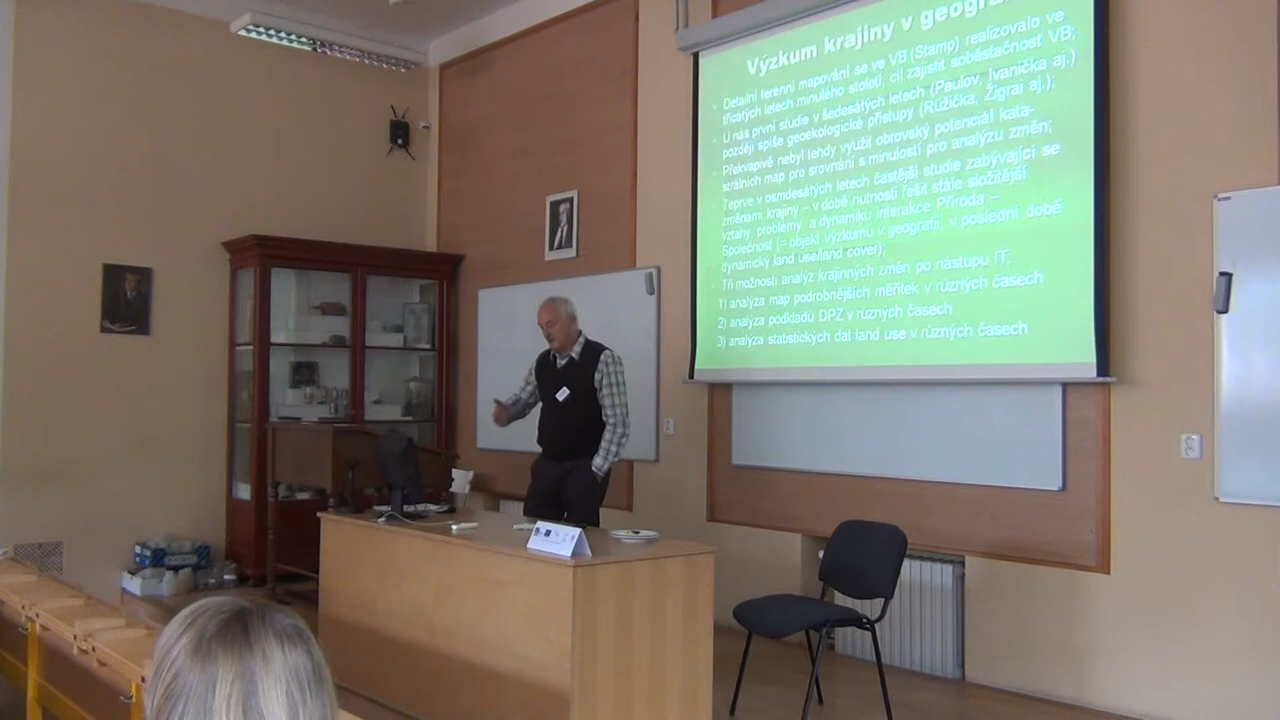 Výzkum krajiny v geogra
Detailní terénní mapování se ve VB (Stamp) realizovalo ve
třicátých letech minulého století, cíl zajistit soběstačnost VB;
U nás první studie v šedesátých letech (Paulov, Ivanička aj.)
později spíše geoekologické přístupy (Růžička, Žigrai aj.);
Překvapivě nebyl tehdy využit obrovský potenciál kata-
strálních map pro srovnání s minulostí pro analýzu změn;
Teprve v osmdesátých letech častější studie zabývající se
změnami krajiny – v době nutnosti řešit stále složitější
vztahy, problémy a dynamiku interakce Příroda –
Společnost (= objekt výzkumu v geografii, v poslední době
dynamický land use/land cover);
Tři možnosti analýz krajinných změn po nástupu IT:
1) analýza map podrobnějších měřítek v různých časech
2) analýza podkladů DPZ v různých časech
3) analýza statistických dat land use v různých časech